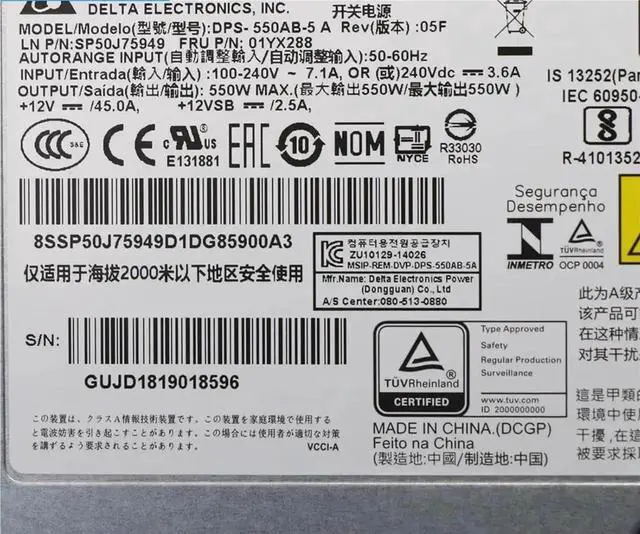 DELTA ELECTRONICS, INC. 开关电源
MODEL/Modelo(型號/型号):DPS- 550AB-5 A Rev(版本) :05F
LN P/N:SP50J75949 FRU P/N: 01YX288
AUTORANGE INPUT(自動調整輸入/自动调整输入):50-60Hz
INPUT/Entrada(輸入/输入) :100-240V ~ 7.1A, OR (或)240Vdc ⎓ 3.6A
OUTPUT/Saída(輸出/输出): 550W MAX.(最大輸出550W/最大输出550W )
+12V ⎓ /45.0A, +12VSB ⎓ /2.5A,
IS 13252(Par
IEC 60950-
CCC S&E CE c UL US E131881 EAC 10 NOM NYCE R33030 RoHS
R-4101352
8SSP50J75949D1DG85900A3
仅适用于海拔2000米以下地区安全使用
컴퓨터용전원공급장치
ZU10129-14026
MSIP-REM-DVP-DPS-550AB-5A
Mfr.Name: Delta Electronics Power
(Dongguan) Co., Ltd
A/S Center:080-513-0880
Segurança
Desempenho
INMETRO
TÜVRheinland
OCP 0004
此为A级产
该产品可
在这种情
对其干扰
S/N:
GUJD1819018596
TÜVRheinland
CERTIFIED
Type Approved
Safety
Regular Production
Surveillance
www.tuv.com
ID 2000000000
MADE IN CHINA.(DCGP)
Feito na China
(製造地:中國/制造地:中国)
這是甲類的
環境中使用
干擾,在這
被要求採
この装置は、クラスA情報技術装置です。この装置を家庭環境で使用する
と電波妨害を引き起こすことがあります。この場合には使用者が適切な対策
を講ずるよう要求されることがあります。 VCCI-A